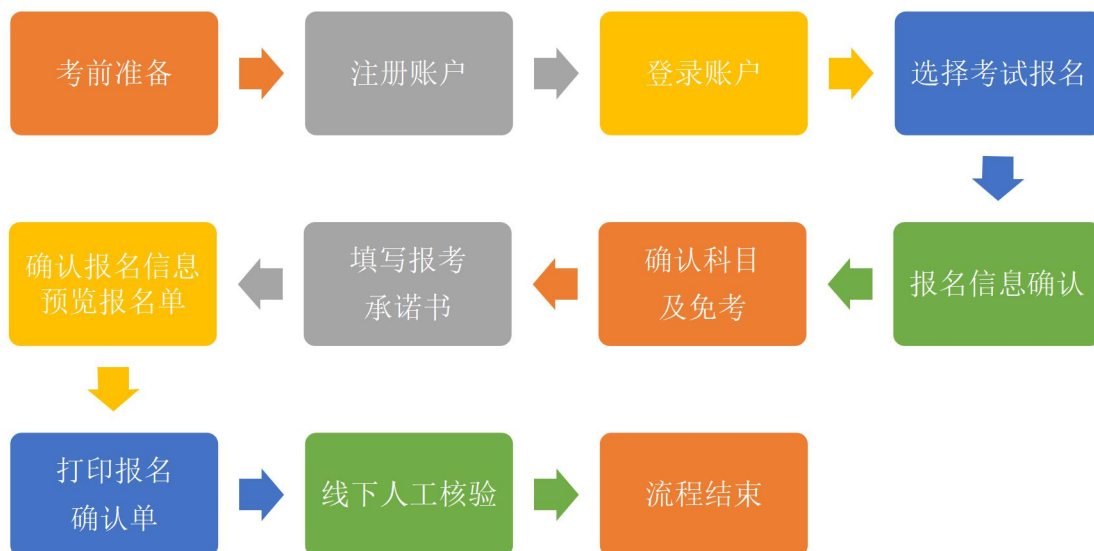 考前准备
注册账户
登录账户
选择考试报名
报名信息确认
确认科目
及免考
填写报考
承诺书
确认报名信息
预览报名单
打印报名
确认单
线下人工核验
流程结束